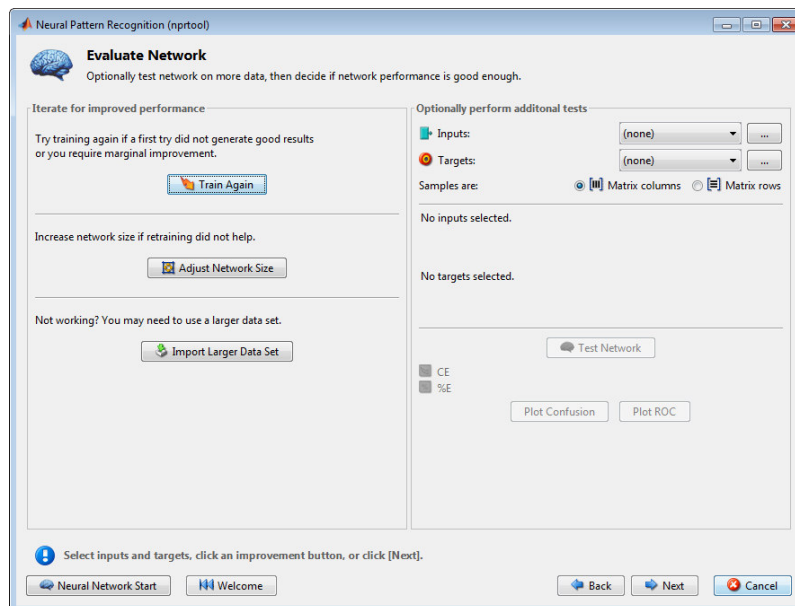 Neural Pattern Recognition (nprtool)
Evaluate Network
Optionally test network on more data, then decide if network performance is good enough.
Iterate for improved performance
Try training again if a first try did not generate good results
or you require marginal improvement.
Train Again
Increase network size if retraining did not help.
Adjust Network Size
Not working? You may need to use a larger data set.
Import Larger Data Set
Optionally perform additonal tests
Inputs: (none) ...
Targets: (none) ...
Samples are: Matrix columns Matrix rows
No inputs selected.
No targets selected.
Test Network
CE
%E
Plot Confusion Plot ROC
Select inputs and targets, click an improvement button, or click [Next].
Neural Network Start Welcome Back Next Cancel